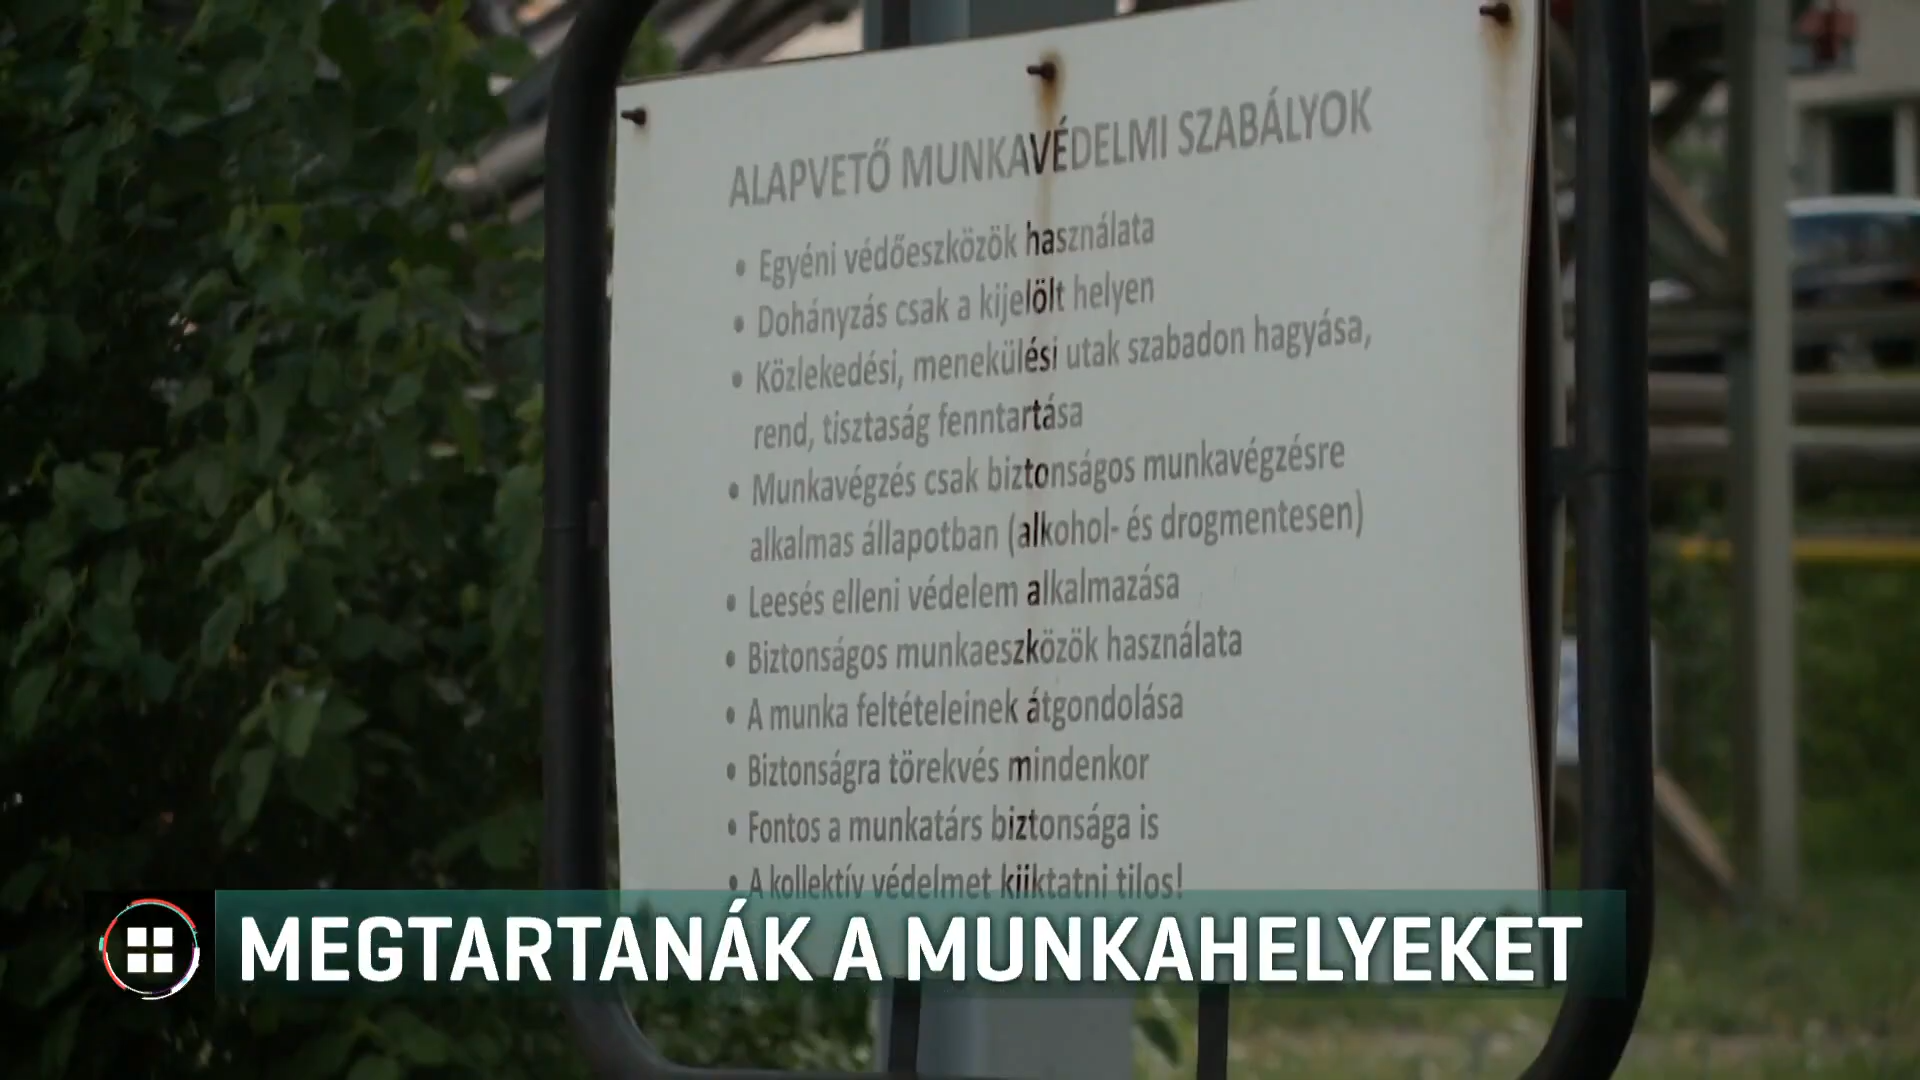 ALAPVETŐ MUNKAVÉDELMI SZABÁLYOK
• Egyéni védőeszközök használata
• Dohányzás csak a kijelölt helyen
• Közlekedési, menekülési utak szabadon hagyása,
rend, tisztaság fenntartása
• Munkavégzés csak biztonságos munkavégzésre
alkalmas állapotban (alkohol- és drogmentesen)
• Leesés elleni védelem alkalmazása
• Biztonságos munkaeszközök használata
• A munka feltételeinek átgondolása
• Biztonságra törekvés mindenkor
• Fontos a munkatárs biztonsága is
• A kollektív védelmet kiiktatni tilos!
MEGTARTANÁK A MUNKAHELYEKET